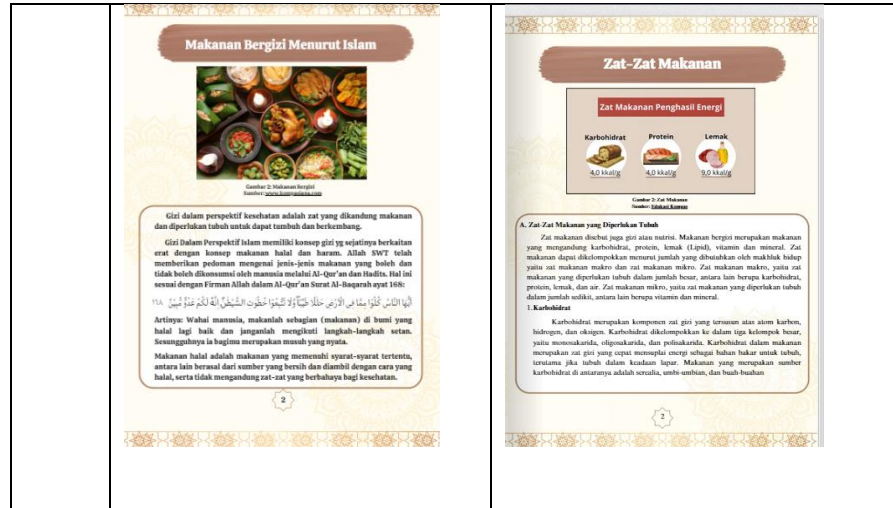 Makanan Bergizi Menurut Islam
Gambar 2: Makanan Bergizi
Sumber: www.kompasiana.com
Gizi dalam perspektif kesehatan adalah zat yang dikandung makanan
dan diperlukan tubuh untuk dapat tumbuh dan berkembang.
Gizi Dalam Perspektif Islam memiliki konsep gizi yg sejatinya berkaitan
erat dengan konsep makanan halal dan haram. Allah SWT telah
memberikan pedoman mengenai jenis-jenis makanan yang boleh dan
tidak boleh dikonsumsi oleh manusia melalui Al-Qur'an dan Hadits. Hal ini
sesuai dengan Firman Allah dalam Al-Qur'an Surat Al-Baqarah ayat 168:
اَيُّهَا النَّاسُ كُلُوْا مِمَّا فِى الْاَرْضِ حَلٰلًا طَيِّبًا وَّلَا تَتَّبِعُوْا خُطُوٰتِ الشَّيْطٰنِۗ اِنَّهٗ لَكُمْ عَدُوٌّ مُّبِيْنٌ ١٦٨
Artinya: Wahai manusia, makanlah sebagian (makanan) di bumi yang
halal lagi baik dan janganlah mengikuti langkah-langkah setan.
Sesungguhnya ia bagimu merupakan musuh yang nyata.
Makanan halal adalah makanan yang memenuhi syarat-syarat tertentu,
antara lain berasal dari sumber yang bersih dan diambil dengan cara yang
halal, serta tidak mengandung zat-zat yang berbahaya bagi kesehatan.
2
Zat-Zat Makanan
Zat Makanan Penghasil Energi
Karbohidrat Protein Lemak
4,0 kkal/g 4,0 kkal/g 9,0 kkal/g
Gambar 2: Zat Makanan
Sumber: Edukasi Kompas
A. Zat-Zat Makanan yang Diperlukan Tubuh
Zat makanan disebut juga gizi atau nutrisi. Makanan bergizi merupakan makanan
yang mengandung karbohidrat, protein, lemak (Lipid), vitamin dan mineral. Zat
makanan dapat dikelompokkan menurut jumlah yang dibutuhkan oleh makhluk hidup
yaitu zat makanan makro dan zat makanan mikro. Zat makanan makro, yaitu zat
makanan yang diperlukan tubuh dalam jumlah besar, antara lain berupa karbohidrat,
protein, lemak, dan air. Zat makanan mikro, yaitu zat makanan yang diperlukan tubuh
dalam jumlah sedikit, antara lain berupa vitamin dan mineral.
1. Karbohidrat
Karbohidrat merupakan komponen zat gizi yang tersusun atas atom karbon,
hidrogen, dan oksigen. Karbohidrat dikelompokkan ke dalam tiga kelompok besar,
yaitu monosakarida, oligosakarida, dan polisakarida. Karbohidrat dalam makanan
merupakan zat gizi yang cepat mensuplai energi sebagai bahan bakar untuk tubuh,
terutama jika tubuh dalam keadaan lapar. Makanan yang merupakan sumber
karbohidrat di antaranya adalah serealia, umbi-umbian, dan buah-buahan
2